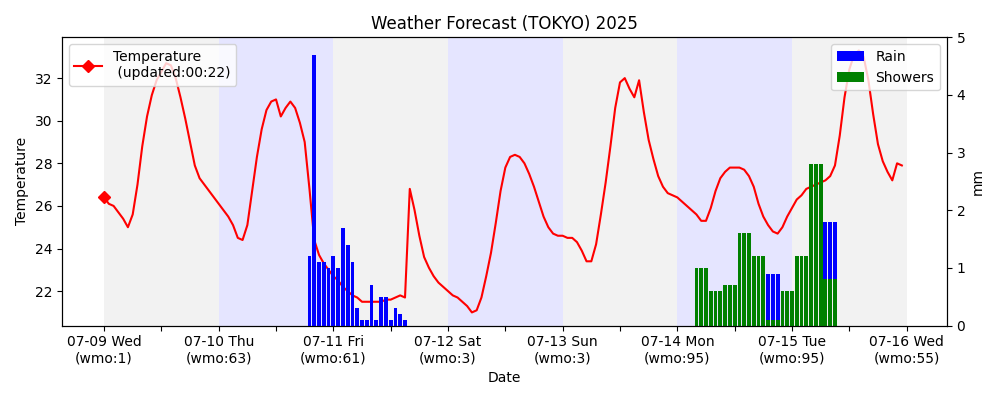 Weather Forecast (TOKYO) 2025
Temperature
(updated:00:22)
Rain
Showers
Temperature
32
30
28
26
24
22
5
4
3
2
1
0
mm
07-09 Wed
(wmo:1)
07-10 Thu
(wmo:63)
07-11 Fri
(wmo:61)
07-12 Sat
(wmo:3)
07-13 Sun
(wmo:3)
07-14 Mon
(wmo:95)
07-15 Tue
(wmo:95)
07-16 Wed
(wmo:55)
Date